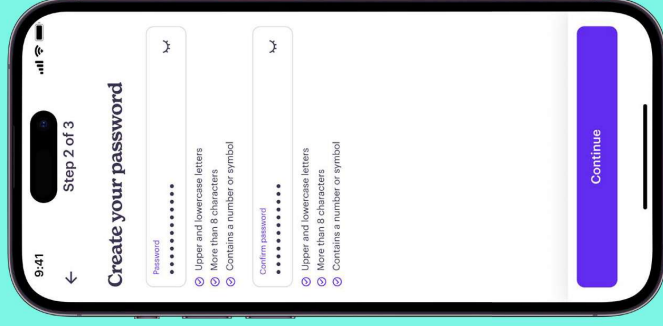 9:41
Step 2 of 3
Create your password
Password
Upper and lowercase letters
More than 8 characters
Contains a number or symbol
Confirm password
Upper and lowercase letters
More than 8 characters
Contains a number or symbol
Continue